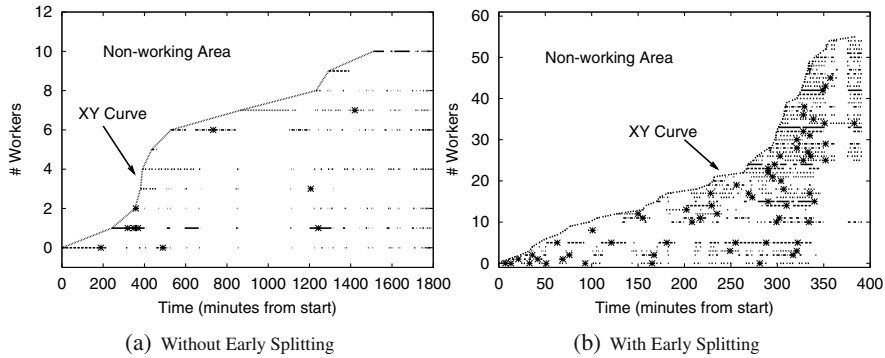 12
10
8
6
4
2
0
# Workers
Non-working Area
XY Curve
0 200 400 600 800 1000 1200 1400 1600 1800
Time (minutes from start)
(a) Without Early Splitting
60
50
40
30
20
10
0
# Workers
Non-working Area
XY Curve
0 50 100 150 200 250 300 350 400
Time (minutes from start)
(b) With Early Splitting